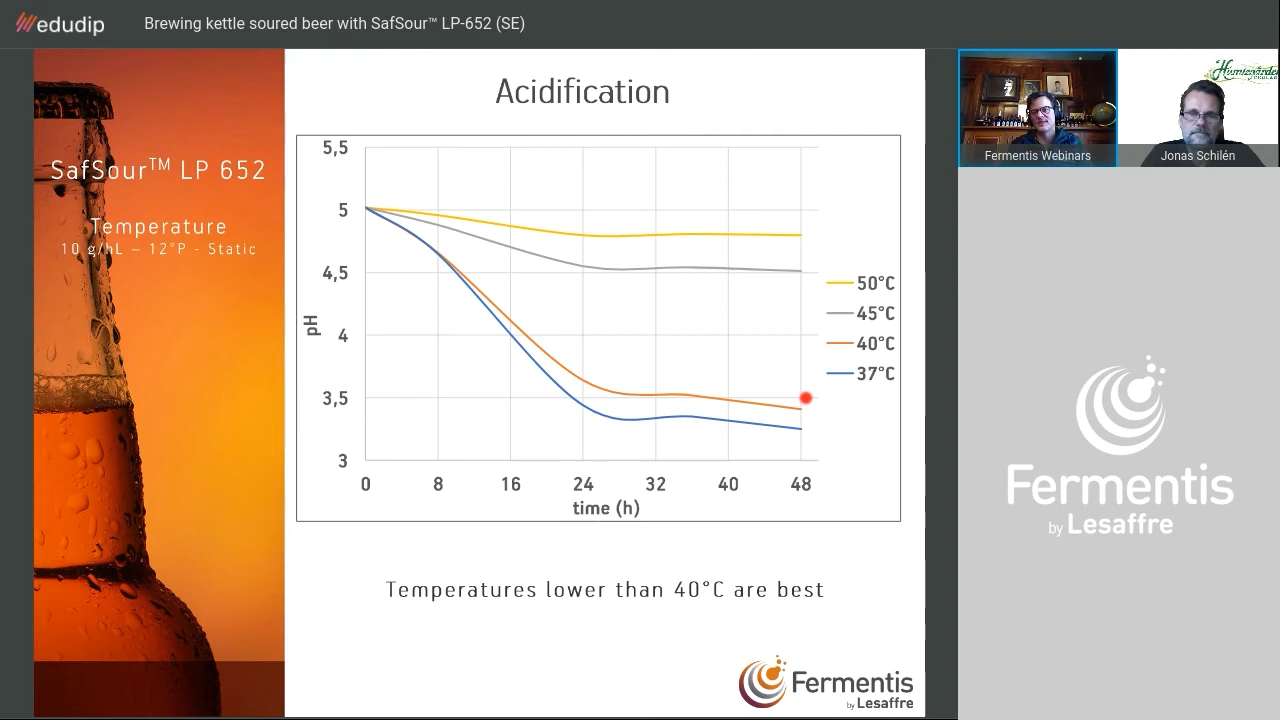 edudip
Brewing kettle soured beer with SafSour™ LP-652 (SE)
SafSour™ LP 652
Temperature
10 g/hL – 12°P - Static
Acidification
5,5
5
4,5
4
3,5
3
pH
0 8 16 24 32 40 48
time (h)
50°C
45°C
40°C
37°C
Temperatures lower than 40°C are best
Fermentis
by Lesaffre
Fermentis Webinars
Jonas Schilén
Fermentis
by Lesaffre